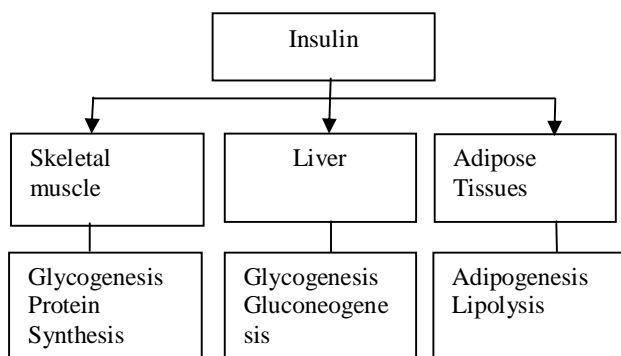 Insulin
Skeletal
muscle
Liver
Adipose
Tissues
Glycogenesis
Protein
Synthesis
Glycogenesis
Gluconeogene
sis
Adipogenesis
Lipolysis